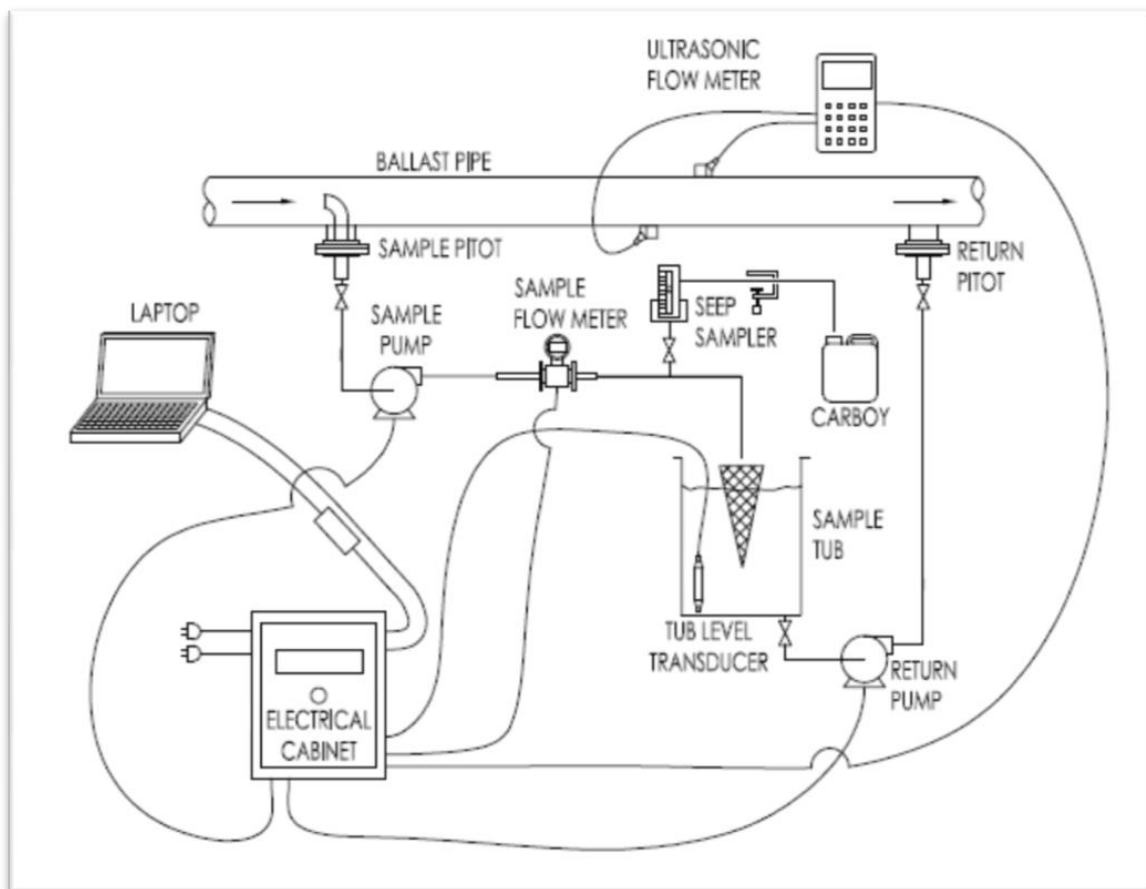 ULTRASONIC
FLOW METER
BALLAST PIPE
SAMPLE PITOT
RETURN
PITOT
SAMPLE
FLOW METER
SEEP
SAMPLER
LAPTOP
SAMPLE
PUMP
CARBOY
SAMPLE
TUB
TUB LEVEL
TRANSDUCER
RETURN
PUMP
ELECTRICAL
CABINET